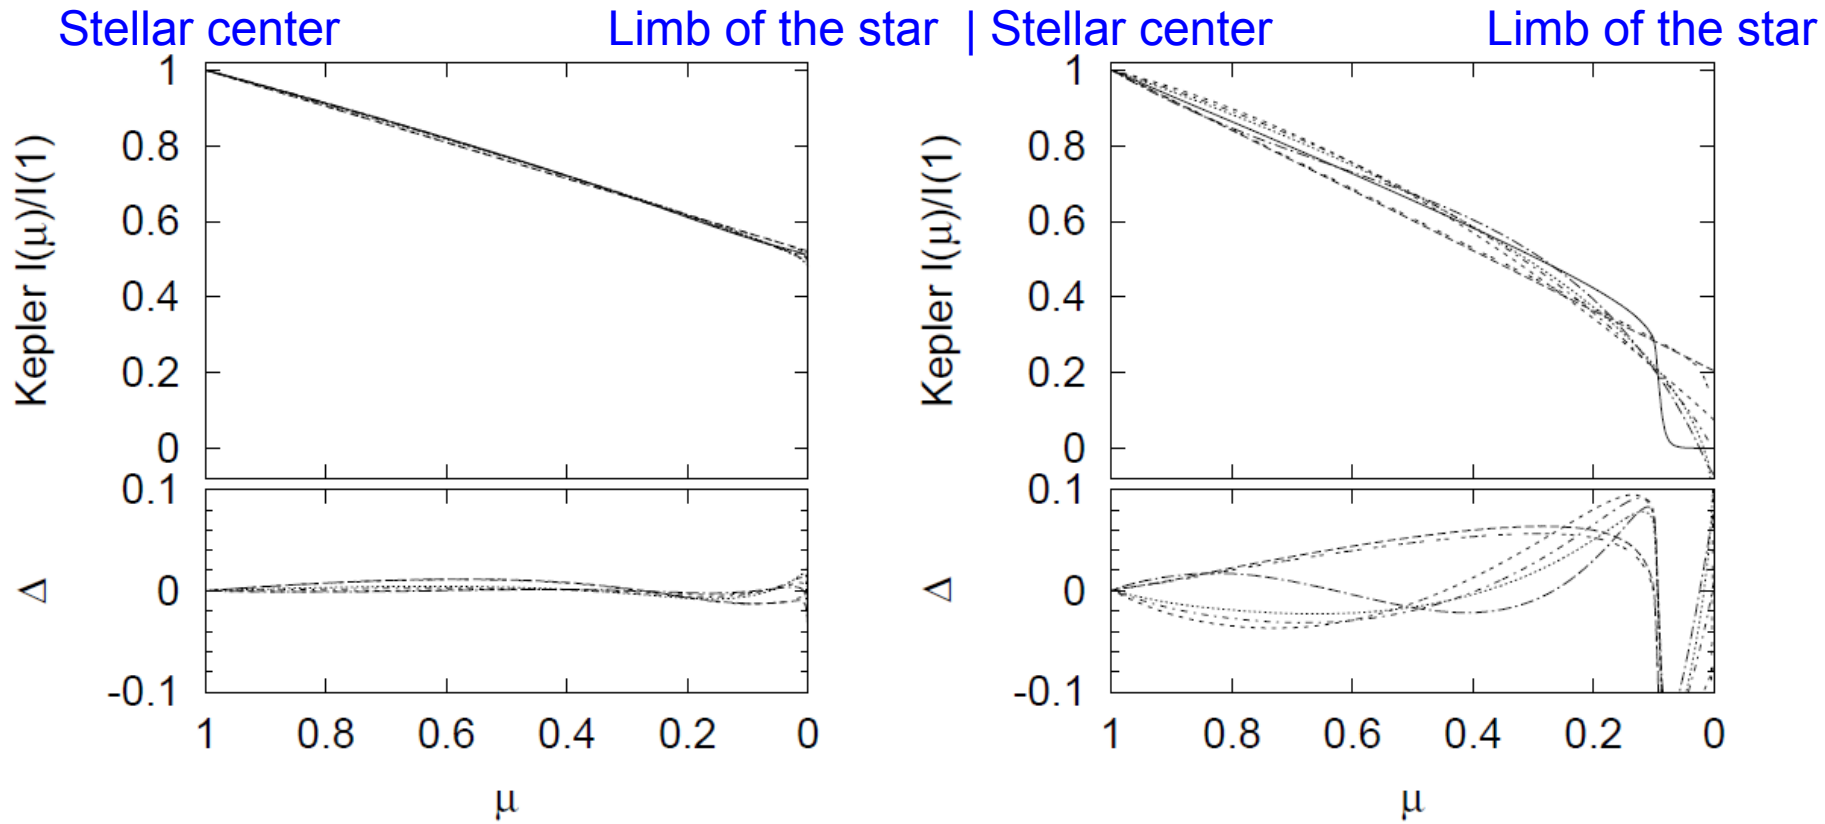 Stellar center Limb of the star | Stellar center Limb of the star
Kepler I(μ)/I(1)
1
0.8
0.6
0.4
0.2
0
Δ
0.1
0
-0.1
1 0.8 0.6 0.4 0.2 0
μ
Kepler I(μ)/I(1)
1
0.8
0.6
0.4
0.2
0
Δ
0.1
0
-0.1
1 0.8 0.6 0.4 0.2 0
μ